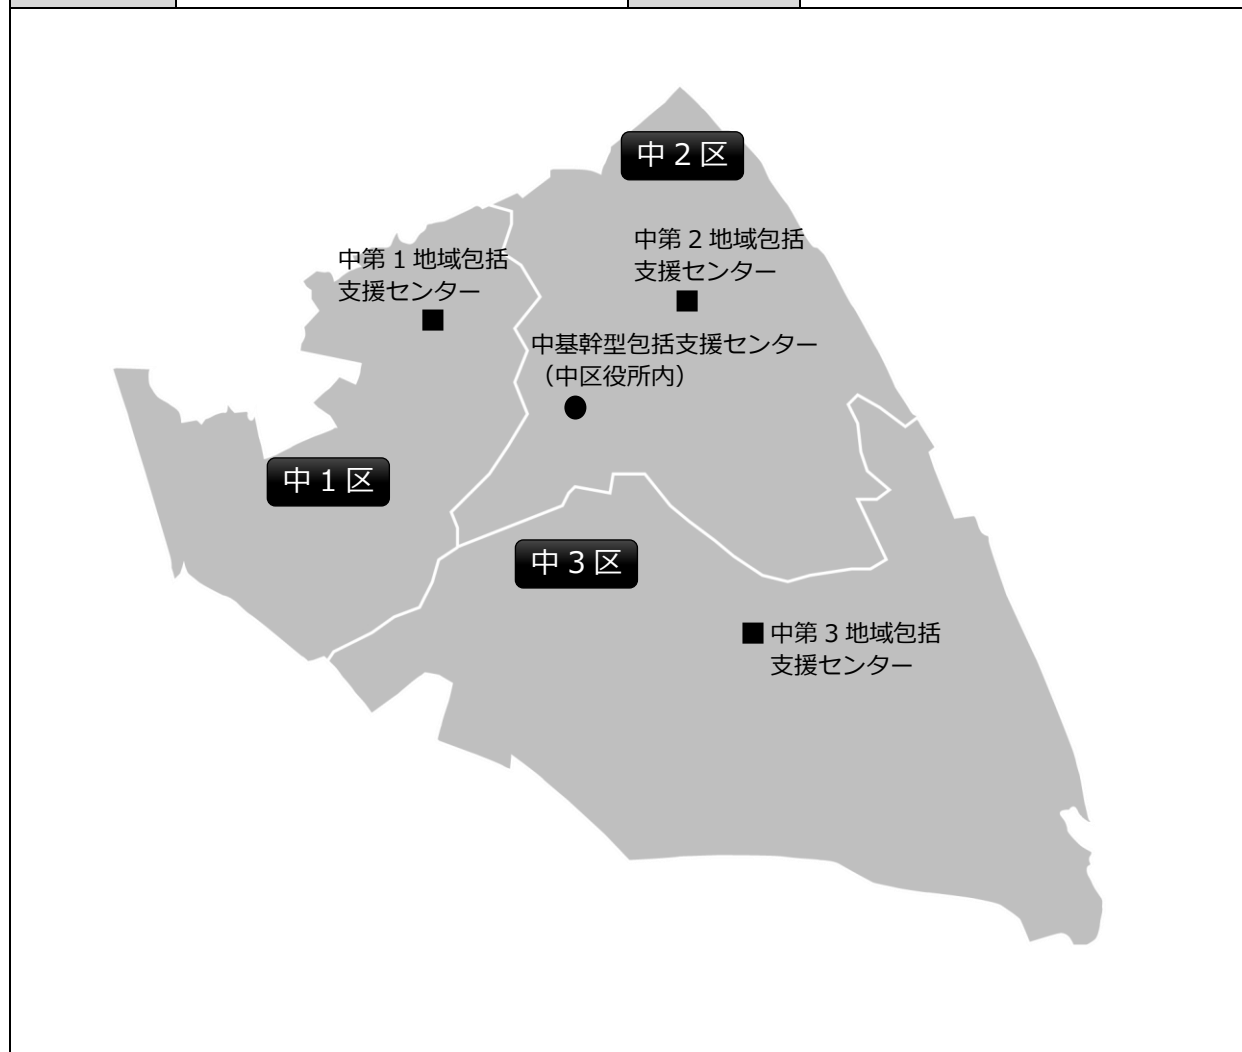 中２区
中第２地域包括
支援センター
中第１地域包括
支援センター
中基幹型包括支援センター
（中区役所内）
中１区
中３区
中第３地域包括
支援センター